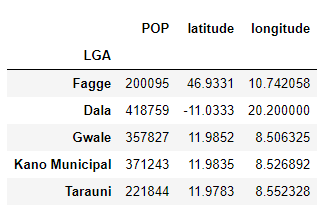 POP latitude longitude
LGA
Fagge 200095 46.9331 10.742058
Dala 418759 -11.0333 20.200000
Gwale 357827 11.9852 8.506325
Kano Municipal 371243 11.9835 8.526892
Tarauni 221844 11.9783 8.552328